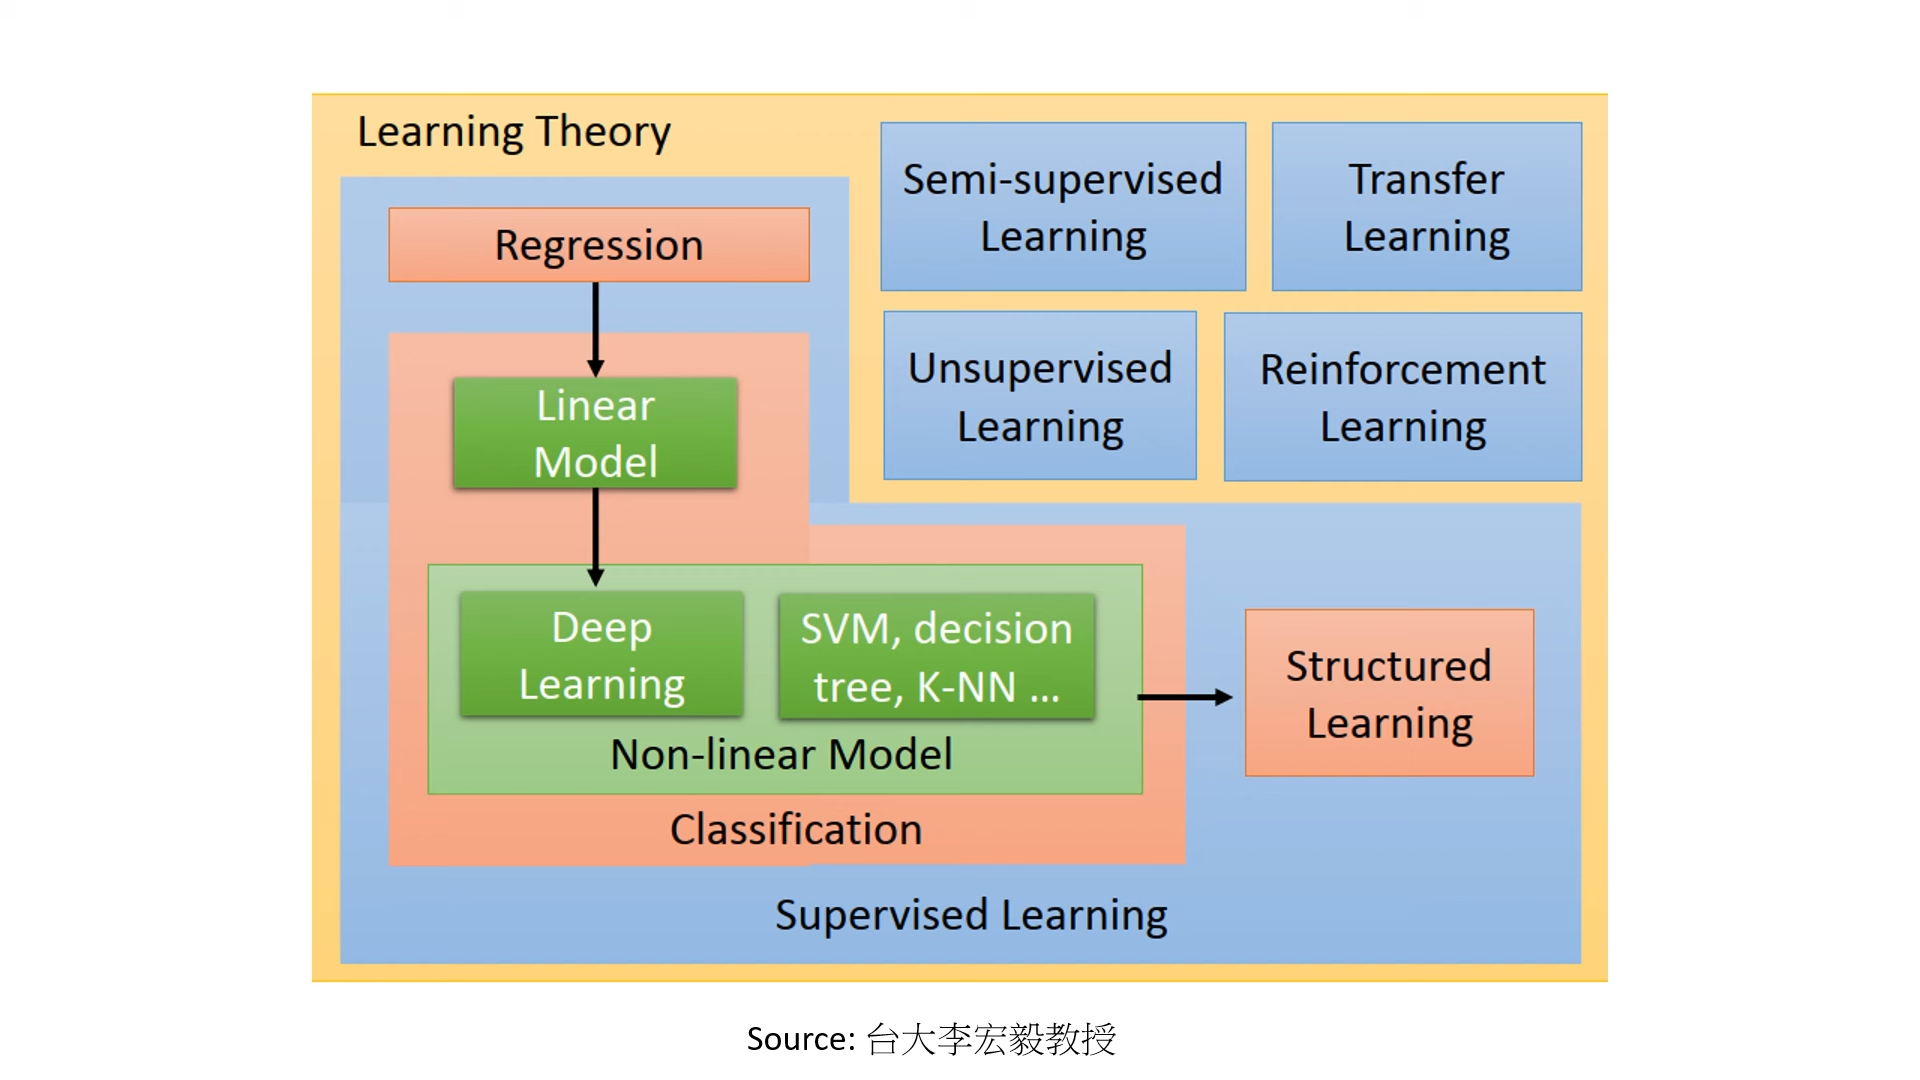 Learning Theory
Regression
Linear
Model
Deep
Learning
SVM, decision
tree, K-NN ...
Non-linear Model
Classification
Supervised Learning
Structured
Learning
Semi-supervised
Learning
Transfer
Learning
Unsupervised
Learning
Reinforcement
Learning
Source: 台大李宏毅教授